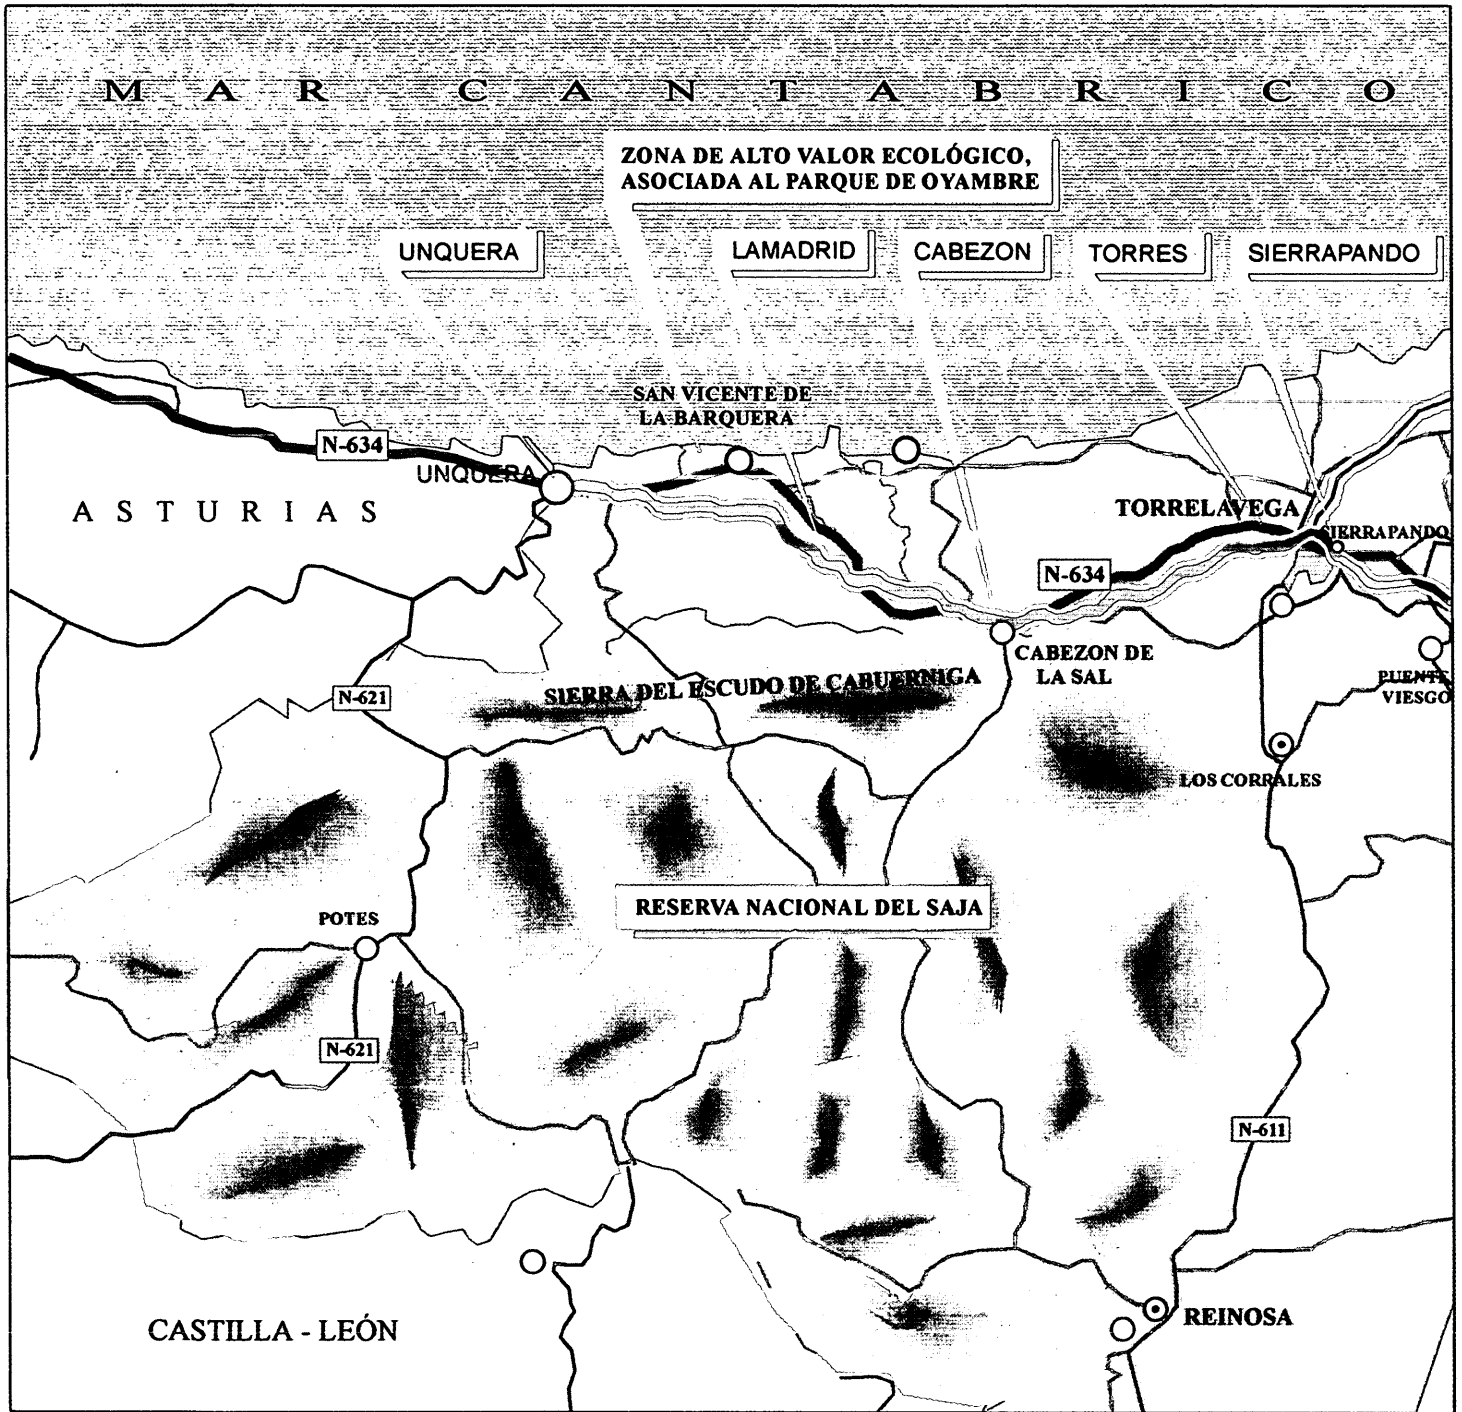 MAR CANTABRICO
ZONA DE ALTO VALOR ECOLÓGICO,
ASOCIADA AL PARQUE DE OYAMBRE
UNQUERA
LAMADRID
CABEZON
TORRES
SIERRAPANDO
SAN VICENTE DE
LA BARQUERA
N-634
UNQUERA
ASTURIAS
TORRELAVEGA
SIERRAPANDO
N-634
CABEZON DE
LA SAL
SIERRA DEL ESCUDO DE CABUERNIGA
N-621
PUENTE
VIESGO
LOS CORRALES
RESERVA NACIONAL DEL SAJA
POTES
N-621
N-611
REINOSA
CASTILLA - LEÓN